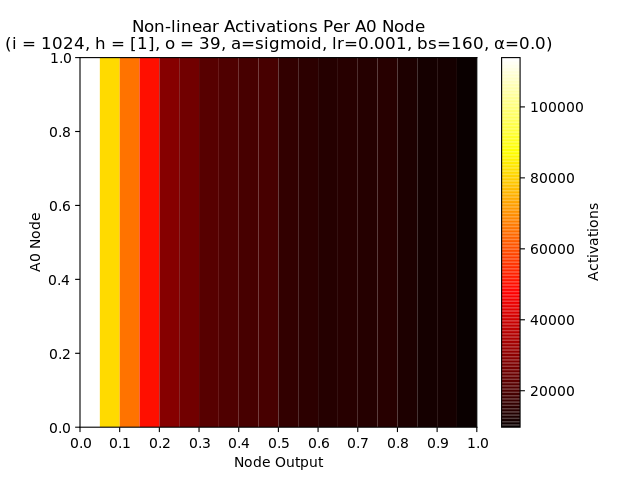 Non-linear Activations Per A0 Node
(i = 1024, h = [1], o = 39, a=sigmoid, lr=0.001, bs=160, α=0.0)
1.0
0.8
0.6
0.4
0.2
0.0
A0 Node
0.0 0.1 0.2 0.3 0.4 0.5 0.6 0.7 0.8 0.9 1.0
Node Output
100000
80000
60000
40000
20000
Activations